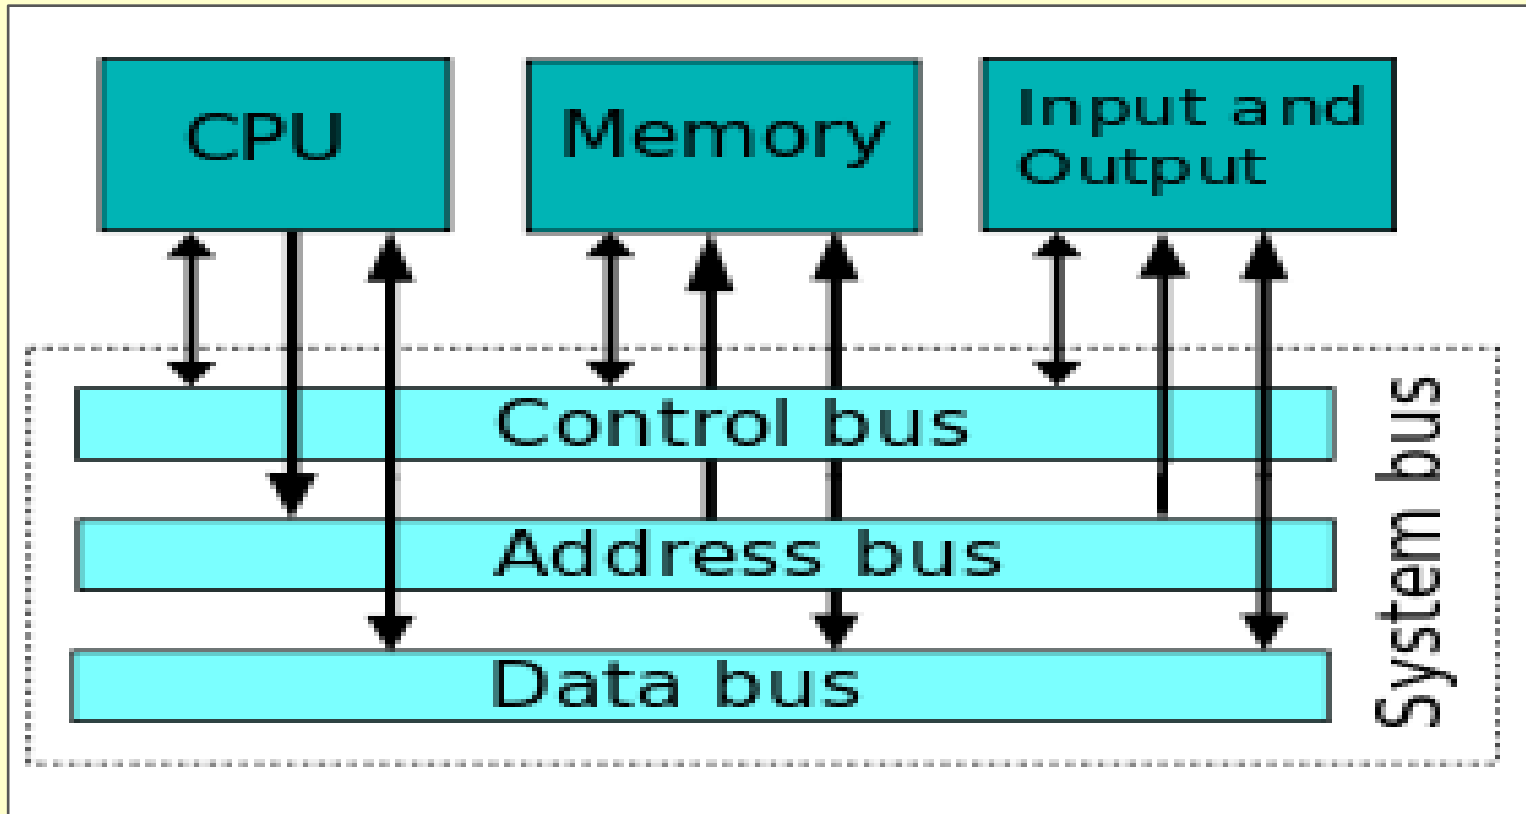 CPU
Memory
Input and
Output
Control bus
Address bus
Data bus
System bus